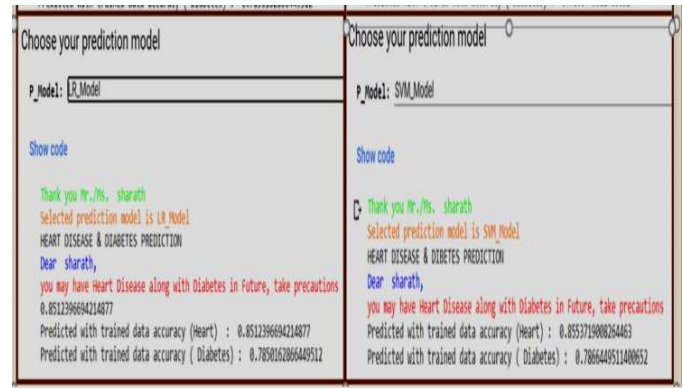 Choose your prediction model
P_Model: LR_Model
Show code
Thank you Mr./Ms. sharath
Selected prediction model is LR_Model
HEART DISEASE & DIABETES PREDICTION
Dear sharath,
you may have Heart Disease along with Diabetes in Future, take precautions
0.8512396694214877
Predicted with trained data accuracy (Heart) : 0.8512396694214877
Predicted with trained data accuracy ( Diabetes) : 0.7850162866449512
Choose your prediction model
P_Model: SVM_Model
Show code
Thank you Mr./Ms. sharath
Selected prediction model is SVM_Model
HEART DISEASE & DIBETES PREDICTION
Dear sharath,
you may have Heart Disease along with Diabetes in Future, take precautions
Predicted with trained data accuracy (Heart) : 0.8553719008264463
Predicted with trained data accuracy ( Diabetes) : 0.7866449511400652